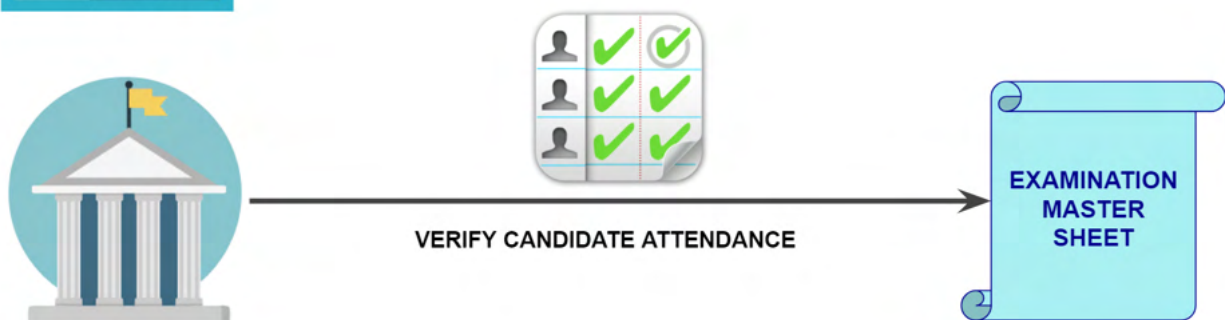 VERIFY CANDIDATE ATTENDANCE
EXAMINATION
MASTER
SHEET